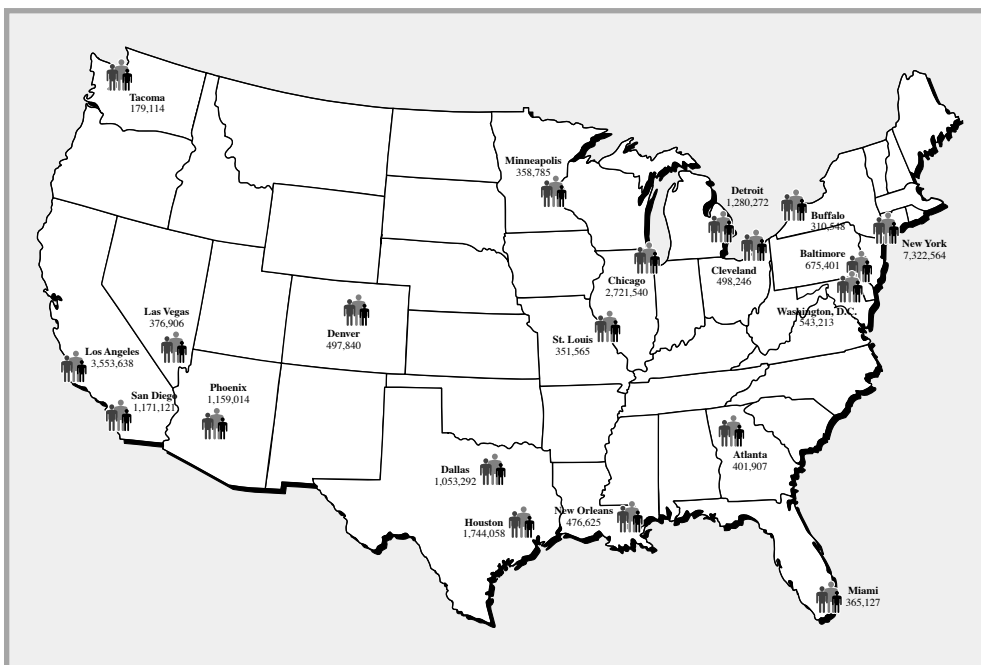 Tacoma
179,114
Minneapolis
358,785
Detroit
1,280,272
Buffalo
310,548
New York
7,322,564
Baltimore
675,401
Cleveland
498,246
Chicago
2,721,540
Washington, D.C.
543,213
Las Vegas
376,906
Denver
497,840
St. Louis
351,565
Los Angeles
3,553,638
San Diego
1,171,121
Phoenix
1,159,014
Atlanta
401,907
Dallas
1,053,292
Houston
1,744,058
New Orleans
476,625
Miami
365,127